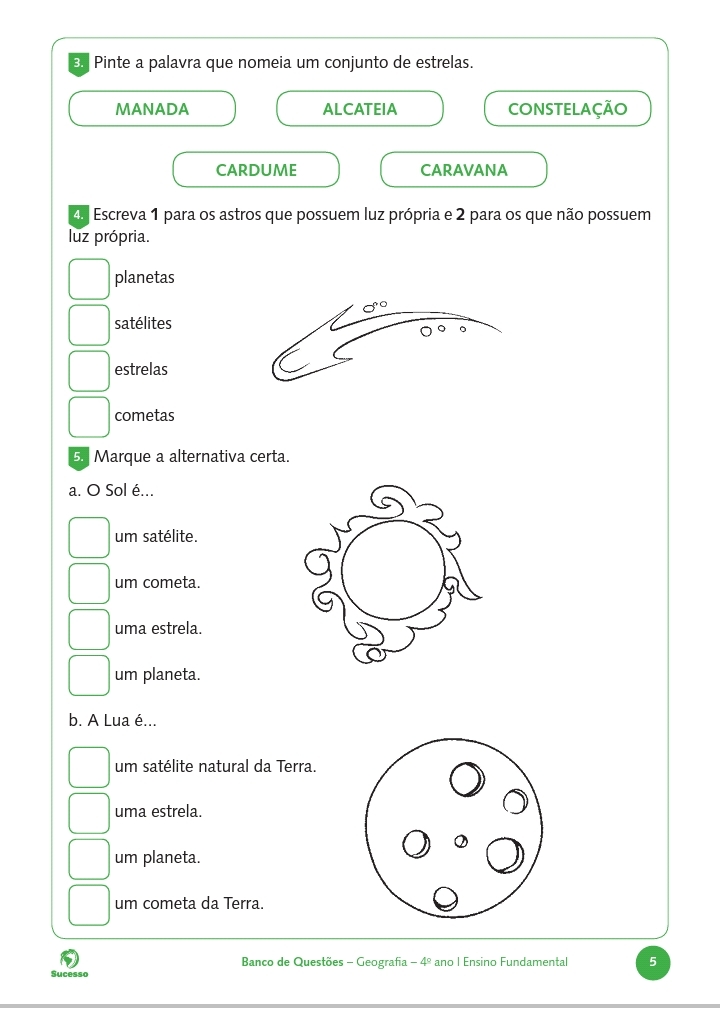 3. Pinte a palavra que nomeia um conjunto de estrelas.
MANADA ALCATEIA CONSTELAÇÃO
CARDUME CARAVANA
4. Escreva 1 para os astros que possuem luz própria e 2 para os que não possuem
luz própria.
planetas
satélites
estrelas
cometas
5. Marque a alternativa certa.
a. O Sol é...
um satélite.
um cometa.
uma estrela.
um planeta.
b. A Lua é...
um satélite natural da Terra.
uma estrela.
um planeta.
um cometa da Terra.
Sucesso
Banco de Questões – Geografia – 4º ano I Ensino Fundamental
5